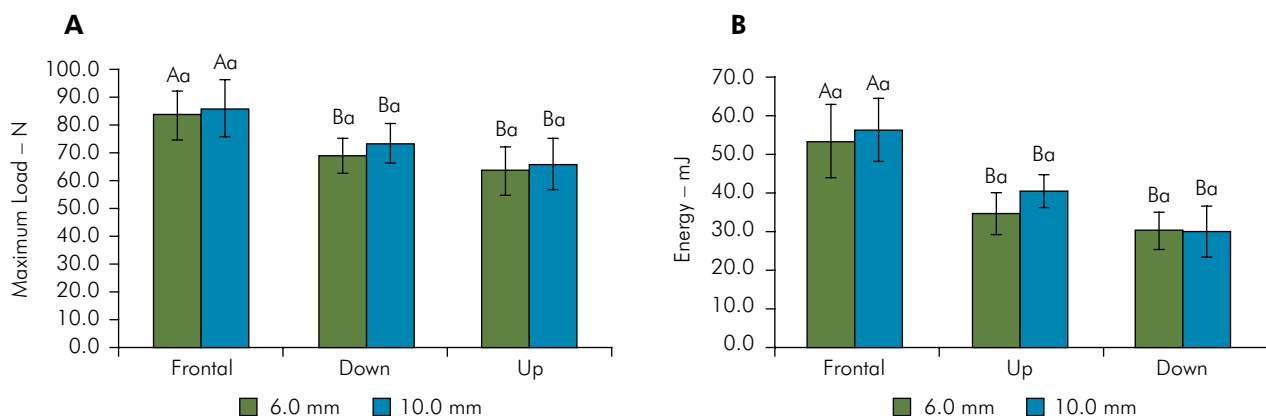 A
Maximum Load – N
100.0
90.0
80.0
70.0
60.0
50.0
40.0
30.0
20.0
10.0
0.0
Aa Aa
Ba Ba
Ba Ba
Frontal Down Up
6.0 mm 10.0 mm
B
Energy – mJ
70.0
60.0
50.0
40.0
30.0
20.0
10.0
0.0
Aa Aa
Ba Ba
Ba Ba
Frontal Up Down
6.0 mm 10.0 mm